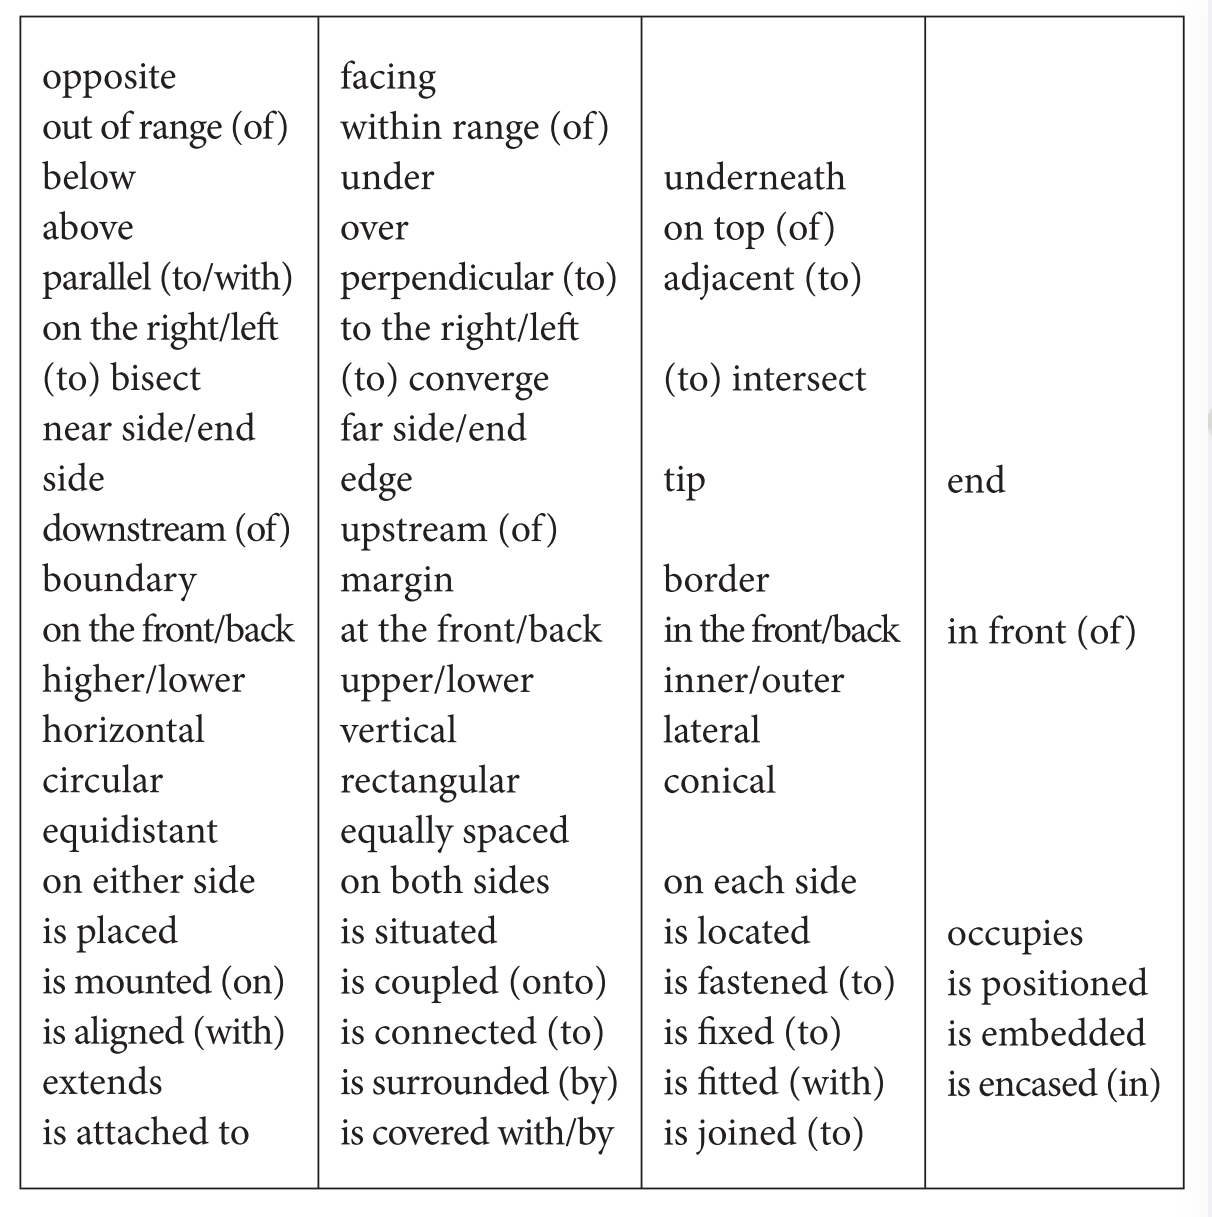 opposite facing
out of range (of) within range (of)
below under underneath
above over on top (of)
parallel (to/with) perpendicular (to) adjacent (to)
on the right/left to the right/left
(to) bisect (to) converge (to) intersect
near side/end far side/end
side edge tip end
downstream (of) upstream (of)
boundary margin border
on the front/back at the front/back in the front/back in front (of)
higher/lower upper/lower inner/outer
horizontal vertical lateral
circular rectangular conical
equidistant equally spaced
on either side on both sides on each side
is placed is situated is located occupies
is mounted (on) is coupled (onto) is fastened (to) is positioned
is aligned (with) is connected (to) is fixed (to) is embedded
extends is surrounded (by) is fitted (with) is encased (in)
is attached to is covered with/by is joined (to)